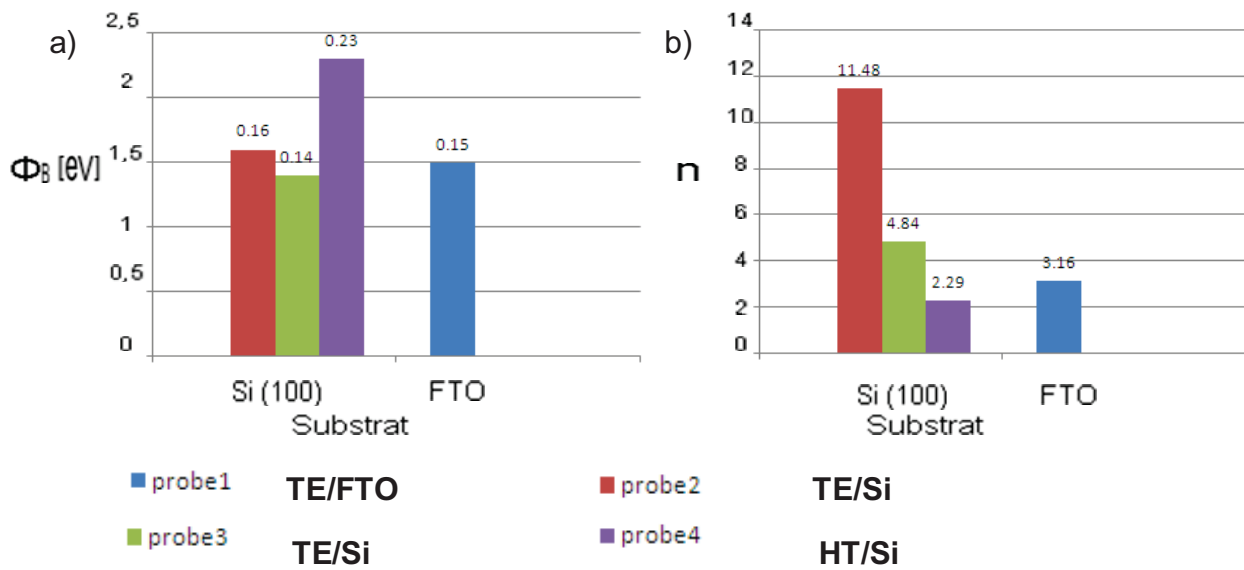 a)
2,5
2
1,5
1
0,5
0
Φ_B [eV]
0.16
0.14
0.23
0.15
Si (100) FTO
Substrat
b)
14
12
10
8
6
4
2
0
n
11.48
4.84
2.29
3.16
Si (100) FTO
Substrat
probe1 TE/FTO probe2 TE/Si
probe3 TE/Si probe4 HT/Si